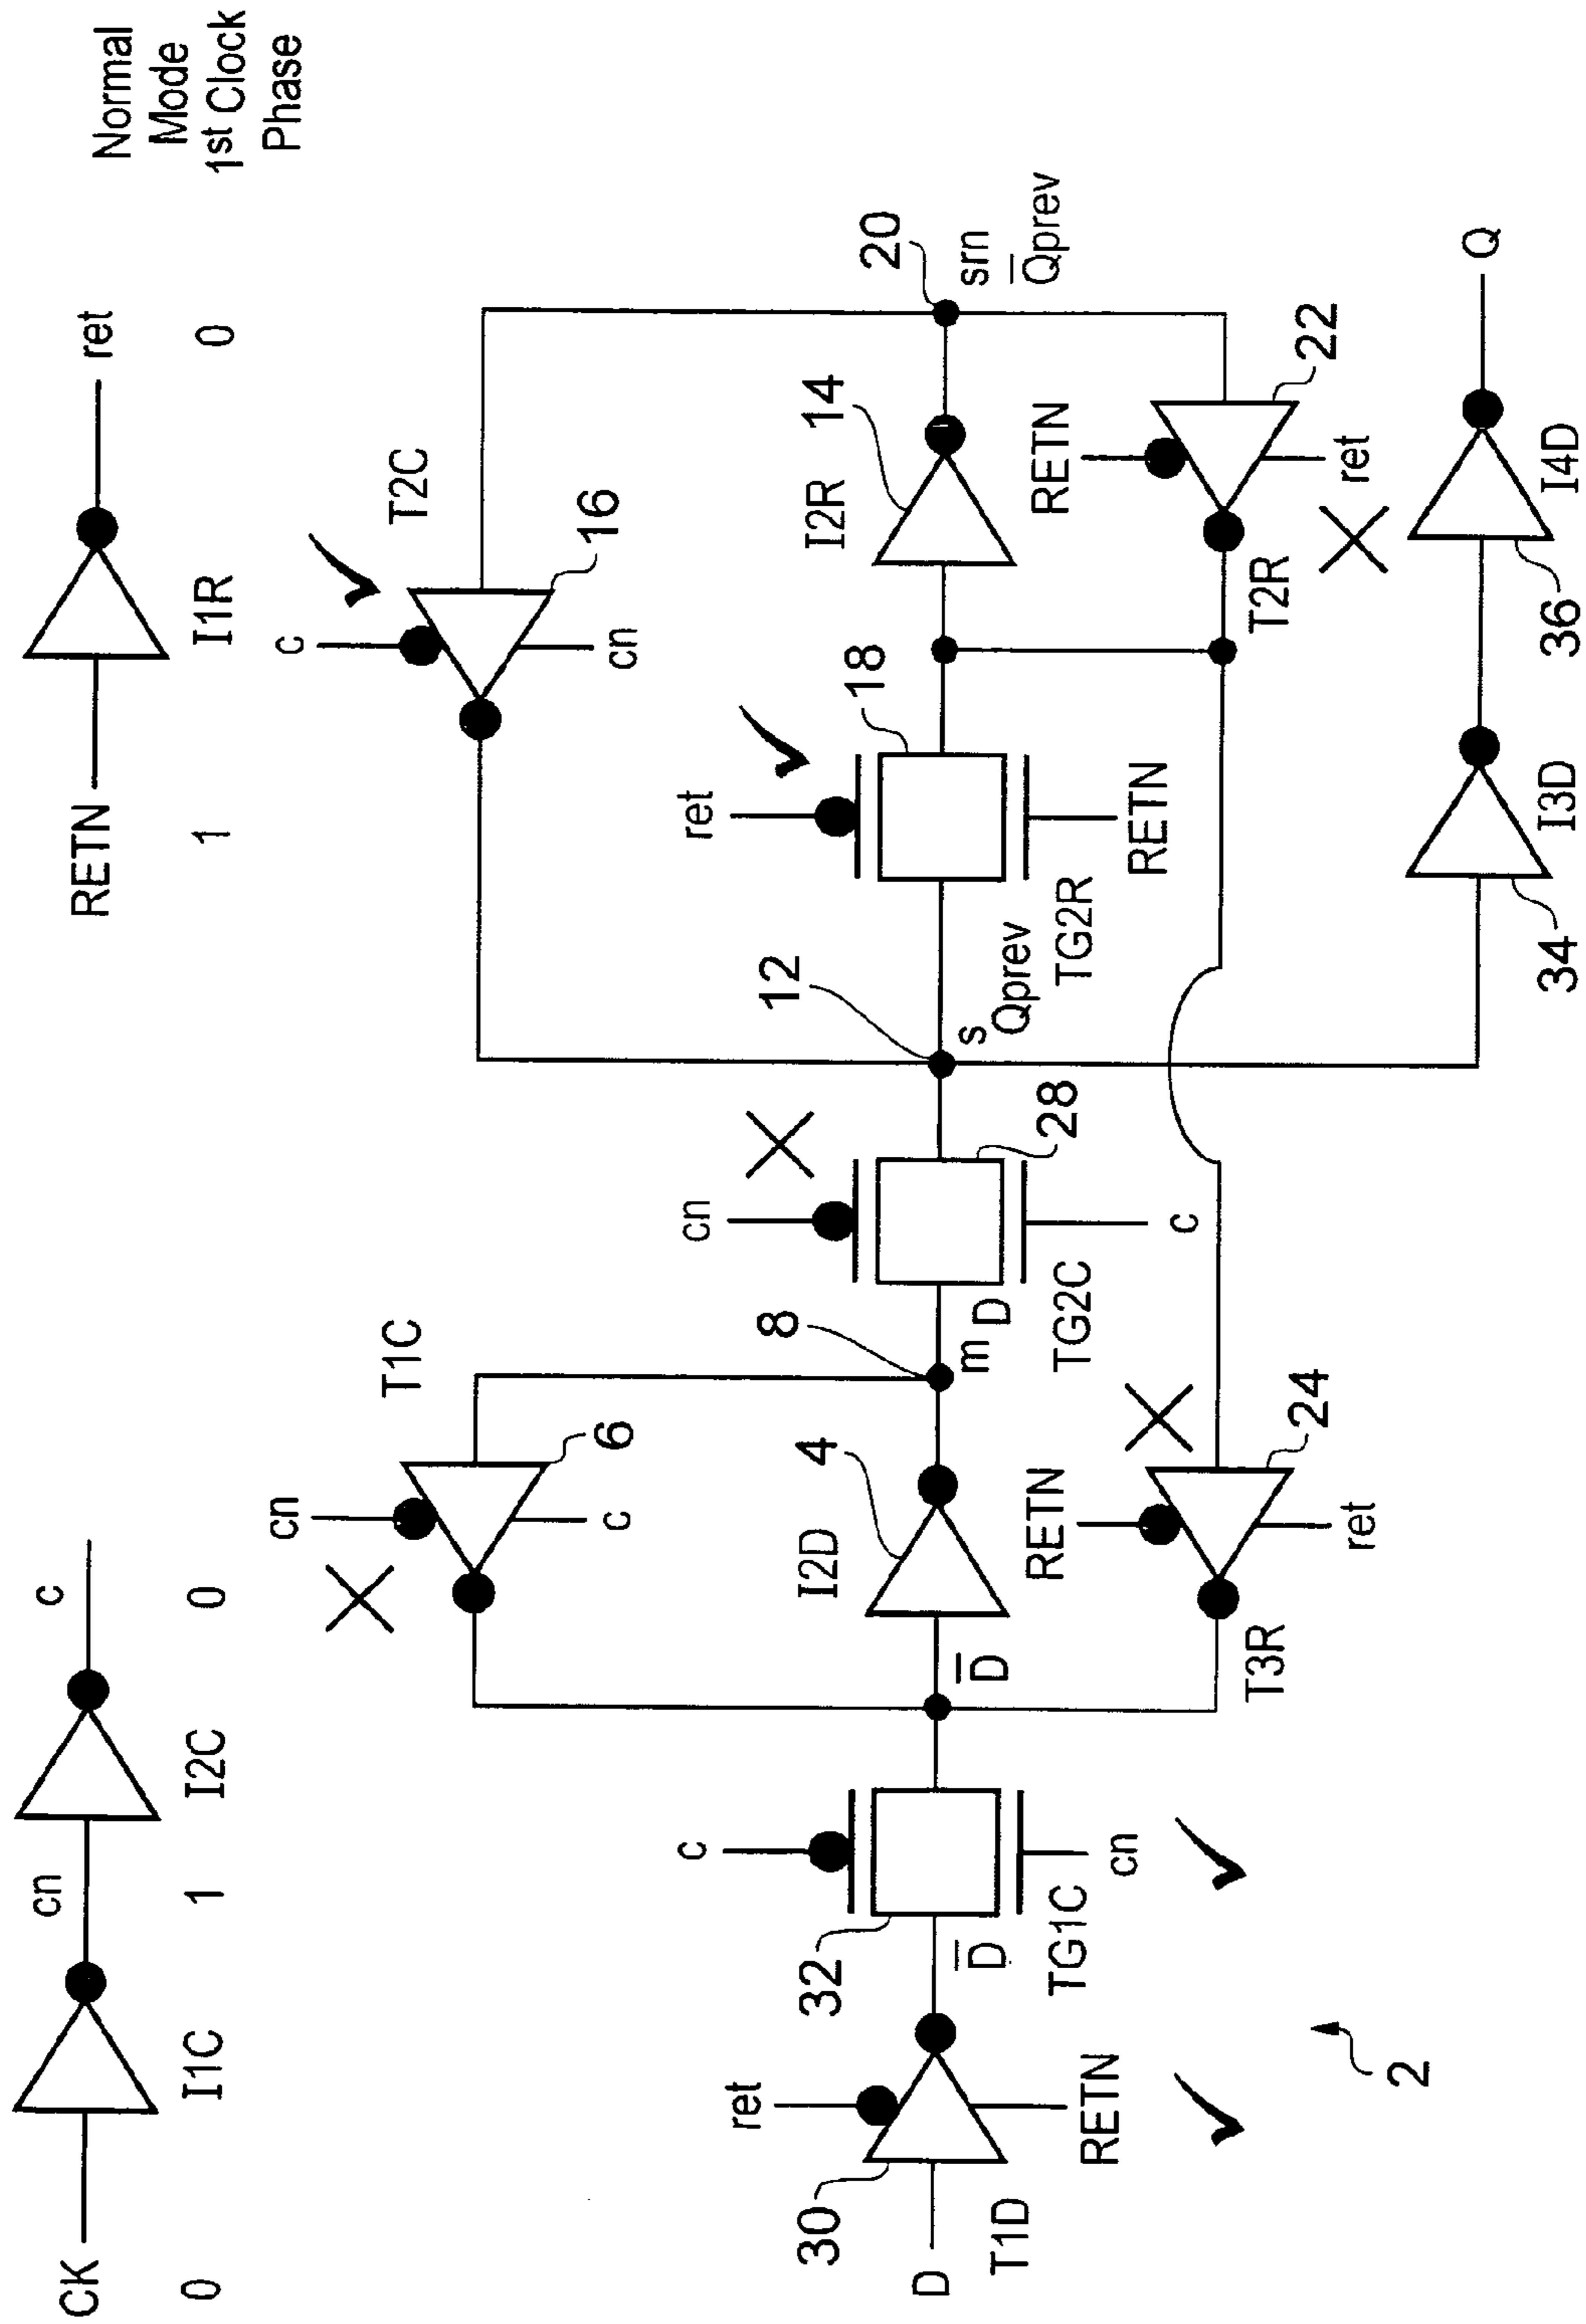 CK
I1C
cn
I2C
c
RETN
I1R
ret
Normal
Mode
1st Clock
Phase
0
1
0
1
0
cn
T1C
6
c
c
T2C
16
cn
30
ret
D
T1D
RETN
32
c
D̅
TG1C
cn
D̅
I2D
4
8
m
D
cn
28
TG2C
c
12
s
Qprev
ret
18
TG2R
RETN
I2R
14
20
srn
Q̅prev
RETN
24
T3R
ret
RETN
22
T2R
ret
34
I3D
36
I4D
Q
2